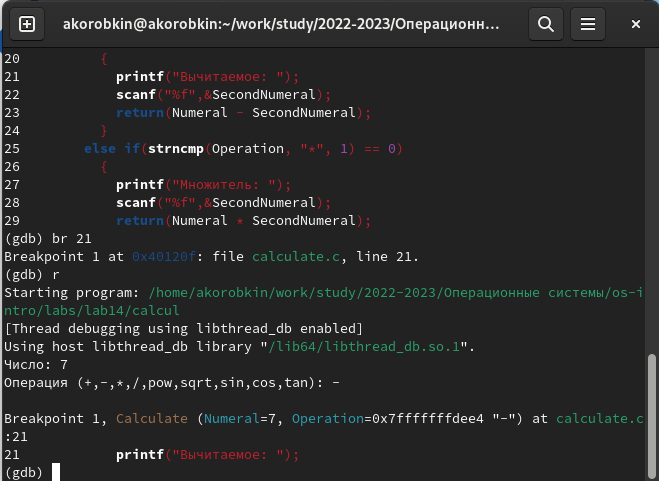 akorobkin@akorobkin:~/work/study/2022-2023/Операционн...
20          {
21            printf("Вычитаемое: ");
22            scanf("%f",&SecondNumeral);
23            return(Numeral - SecondNumeral);
24          }
25        else if(strncmp(Operation, "*", 1) == 0)
26          {
27            printf("Множитель: ");
28            scanf("%f",&SecondNumeral);
29            return(Numeral * SecondNumeral);
(gdb) br 21
Breakpoint 1 at 0x40120f: file calculate.c, line 21.
(gdb) r
Starting program: /home/akorobkin/work/study/2022-2023/Операционные системы/os-i
ntro/labs/lab14/calcul
[Thread debugging using libthread_db enabled]
Using host libthread_db library "/lib64/libthread_db.so.1".
Число: 7
Операция (+,-,*,/,pow,sqrt,sin,cos,tan): -
Breakpoint 1, Calculate (Numeral=7, Operation=0x7fffffffdee4 "-") at calculate.c
:21
21            printf("Вычитаемое: ");
(gdb)